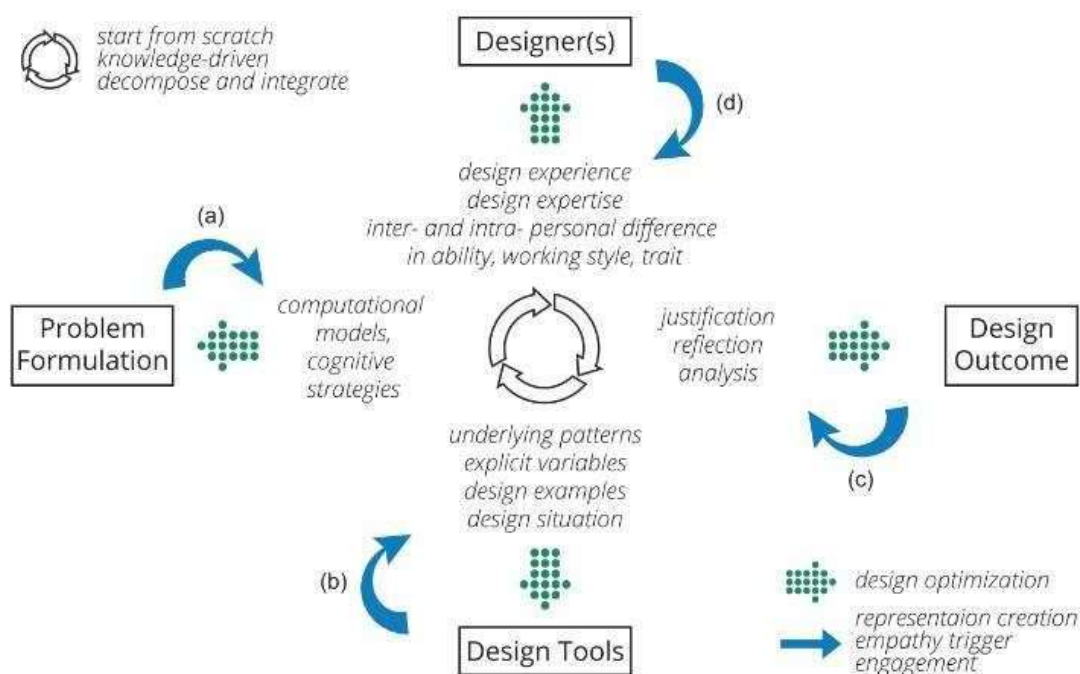 start from scratch
knowledge-driven
decompose and integrate
Designer(s)
(d)
design experience
design expertise
inter- and intra- personal difference
in ability, working style, trait
(a)
Problem
Formulation
computational
models,
cognitive
strategies
justification
reflection
analysis
Design
Outcome
(c)
underlying patterns
explicit variables
design examples
design situation
(b)
Design Tools
design optimization
representaion creation
empathy trigger
engagement